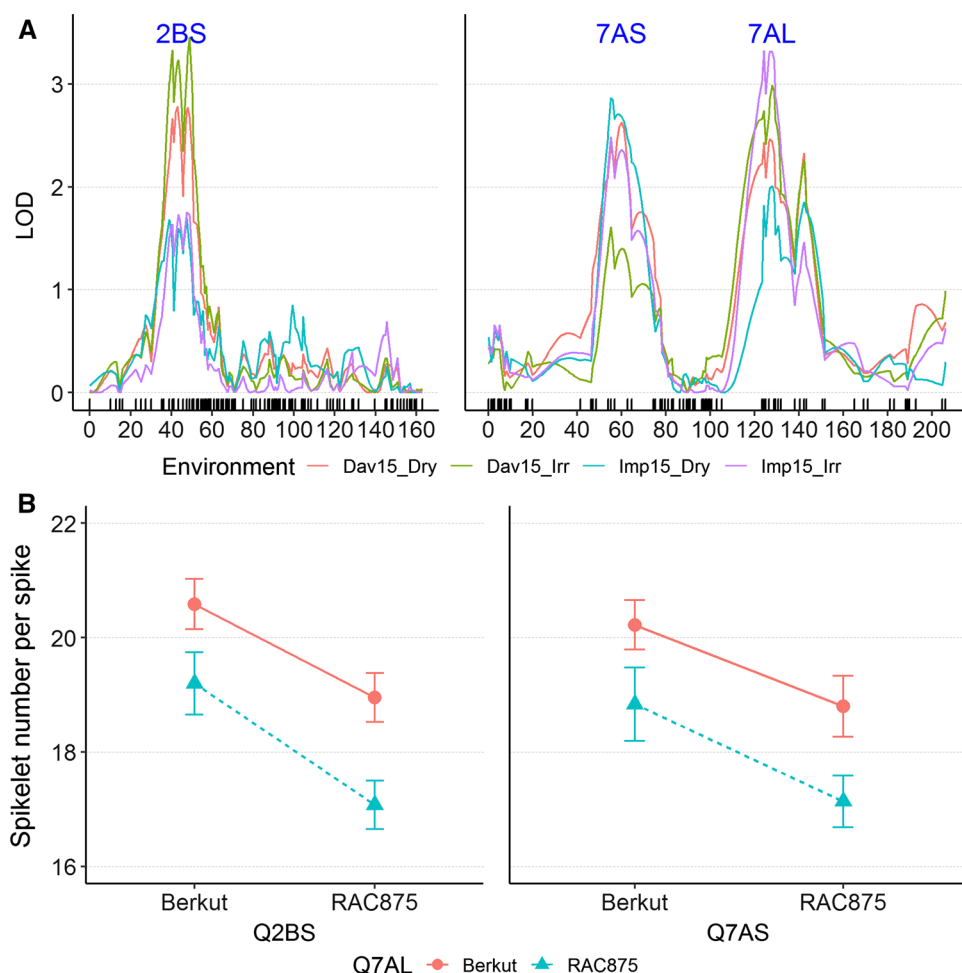 A
2BS
7AS
7AL
LOD
3
2
1
0
0 20 40 60 80 100 120 140 160
0 20 40 60 80 100 120 140 160 180 200
Environment Dav15_Dry Dav15_Irr Imp15_Dry Imp15_Irr
B
Spikelet number per spike
22
20
18
16
Berkut RAC875
Berkut RAC875
Q2BS
Q7AS
Q7AL Berkut RAC875